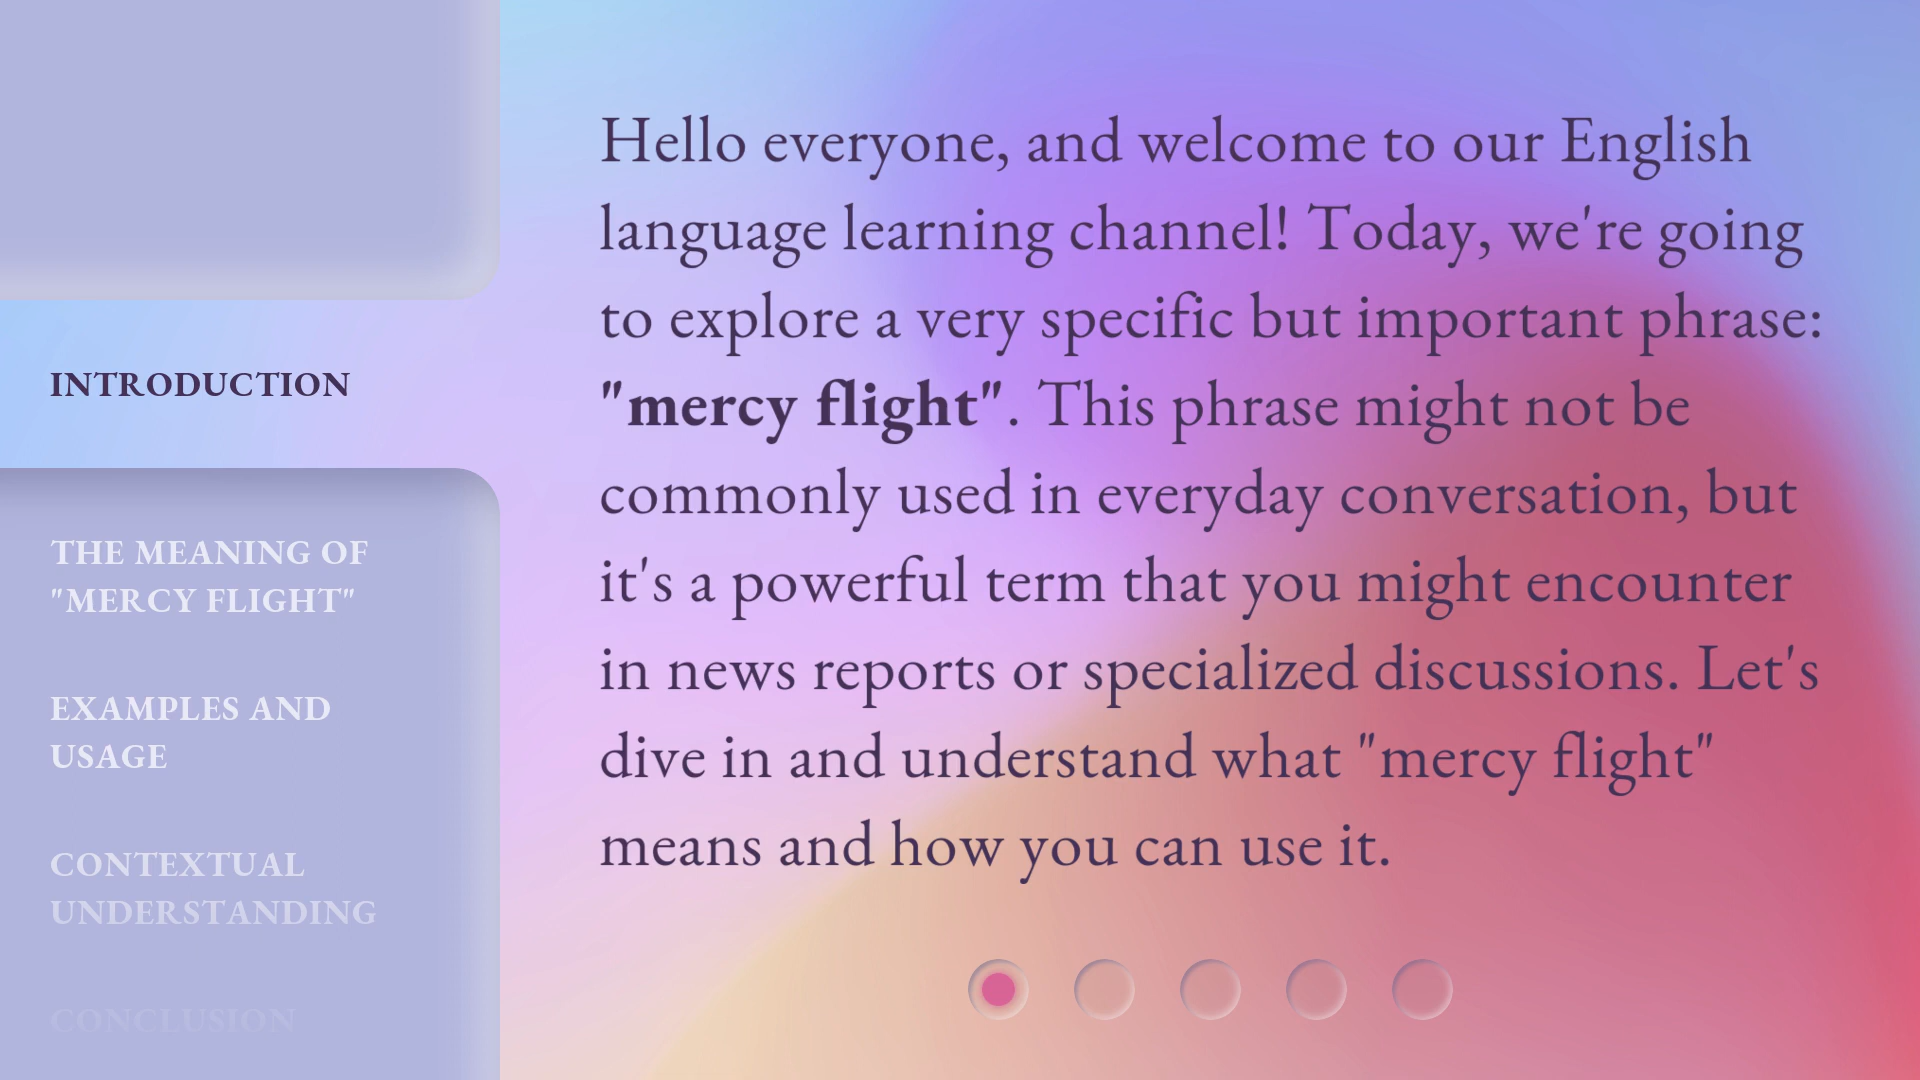 INTRODUCTION
THE MEANING OF
"MERCY FLIGHT"
EXAMPLES AND
USAGE
CONTEXTUAL
UNDERSTANDING
CONCLUSION
Hello everyone, and welcome to our English
language learning channel! Today, we're going
to explore a very specific but important phrase:
"mercy flight". This phrase might not be
commonly used in everyday conversation, but
it's a powerful term that you might encounter
in news reports or specialized discussions. Let's
dive in and understand what "mercy flight"
means and how you can use it.